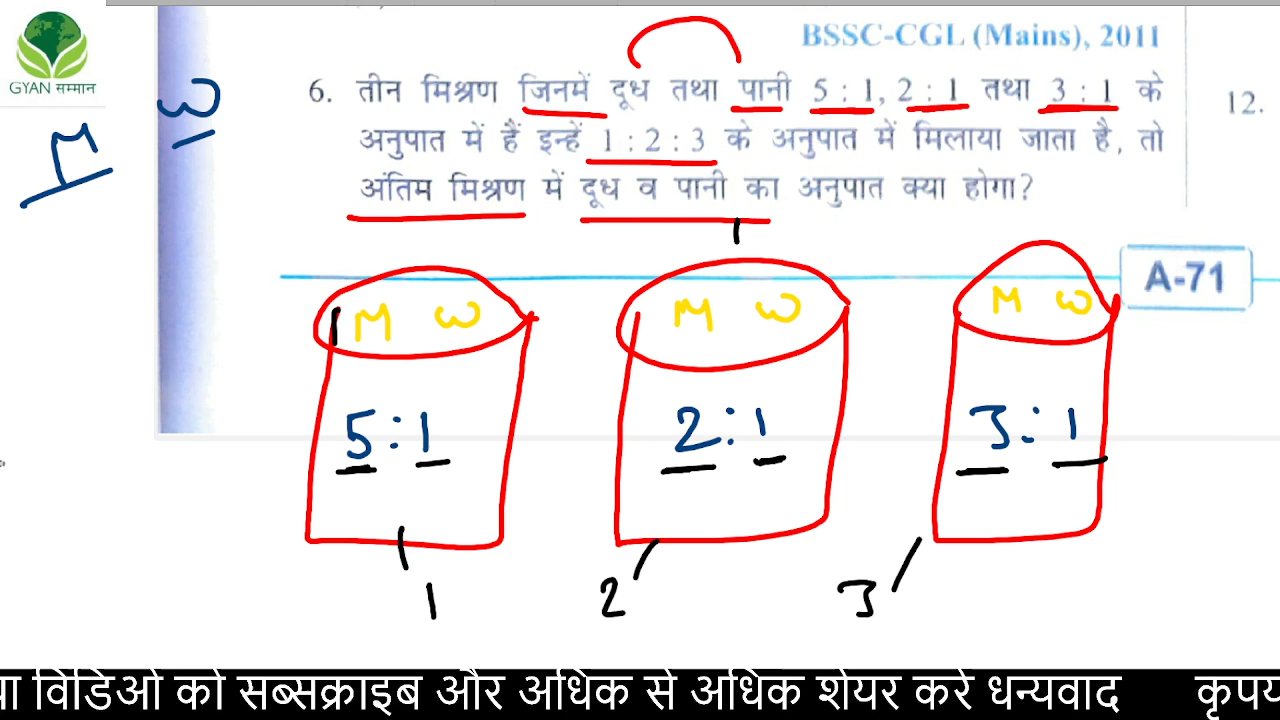 GYAN सम्मान
BSSC-CGL (Mains), 2011
6. तीन मिश्रण जिनमें दूध तथा पानी 5 : 1, 2 : 1 तथा 3 : 1 के
अनुपात में हैं इन्हें 1 : 2 : 3 के अनुपात में मिलाया जाता है, तो
अंतिम मिश्रण में दूध व पानी का अनुपात क्या होगा?
12.
A-71
M W
M W M W M W
5 : 1 2 : 1 3 : 1
1 2 3
विडिओ को सब्सक्राइब और अधिक से अधिक शेयर करे धन्यवाद